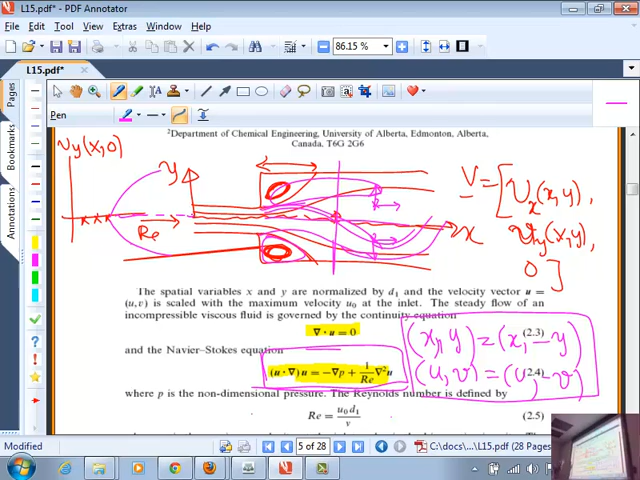 L15.pdf* - PDF Annotator
File Edit Tool View Extras Window Help
86.15 %
L15.pdf*
Pen
Pages
Annotations
²Department of Chemical Engineering, University of Alberta, Edmonton, Alberta,
Canada, T6G 2G6
Vy(x,0)
y
V = [Vx(x,y),
Vy(x,y),
0]
Re
x
The spatial variables x and y are normalized by d₁ and the velocity vector u =
(u, v) is scaled with the maximum velocity u₀ at the inlet. The steady flow of an
incompressible viscous fluid is governed by the continuity equation
∇ · u = 0 (2.3)
(x, y) = (x, -y)
and the Navier–Stokes equation
(u · ∇) u = −∇p + 1/Re ∇²u (2.4)
(u, v) = (u, -v)
where p is the non-dimensional pressure. The Reynolds number is defined by
Re = u₀ d₁ / ν (2.5)
Modified
5 of 28
C:\docs\...\L15.pdf
28 Pages